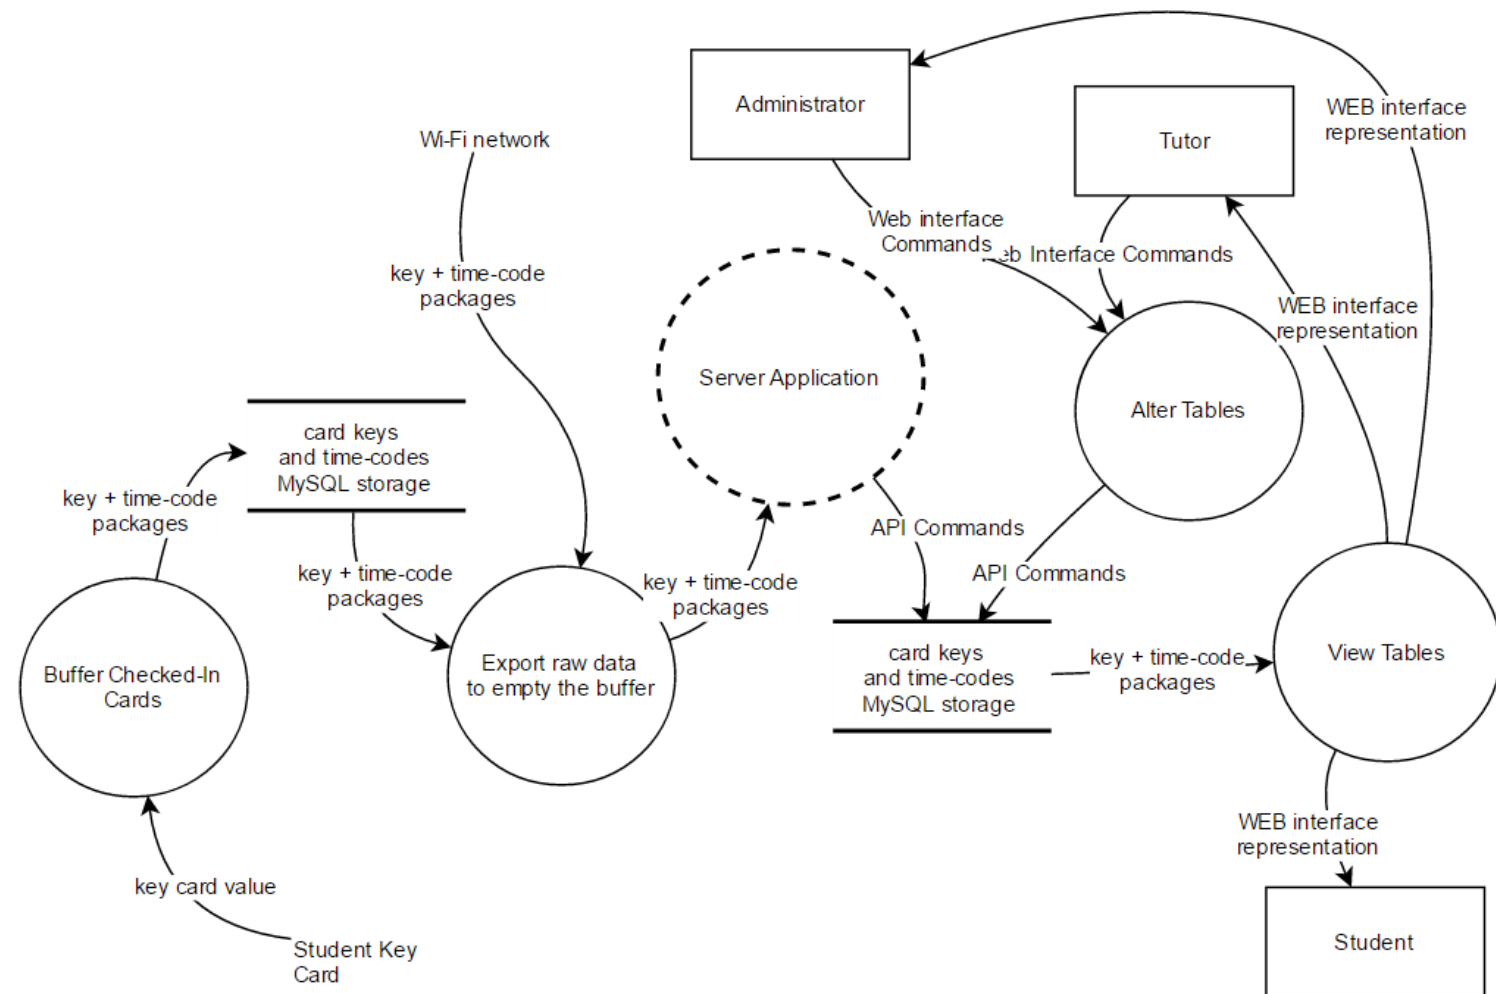 Administrator
Tutor
WEB interface
representation
Wi-Fi network
Web interface
Commands
eb Interface Commands
key + time-code
packages
WEB interface
representation
Server Application
Alter Tables
card keys
and time-codes
MySQL storage
key + time-code
packages
API Commands
key + time-code
packages
key + time-code
packages
API Commands
Buffer Checked-In
Cards
Export raw data
to empty the buffer
card keys
and time-codes
MySQL storage
key + time-code
packages
View Tables
WEB interface
representation
key card value
Student Key
Card
Student